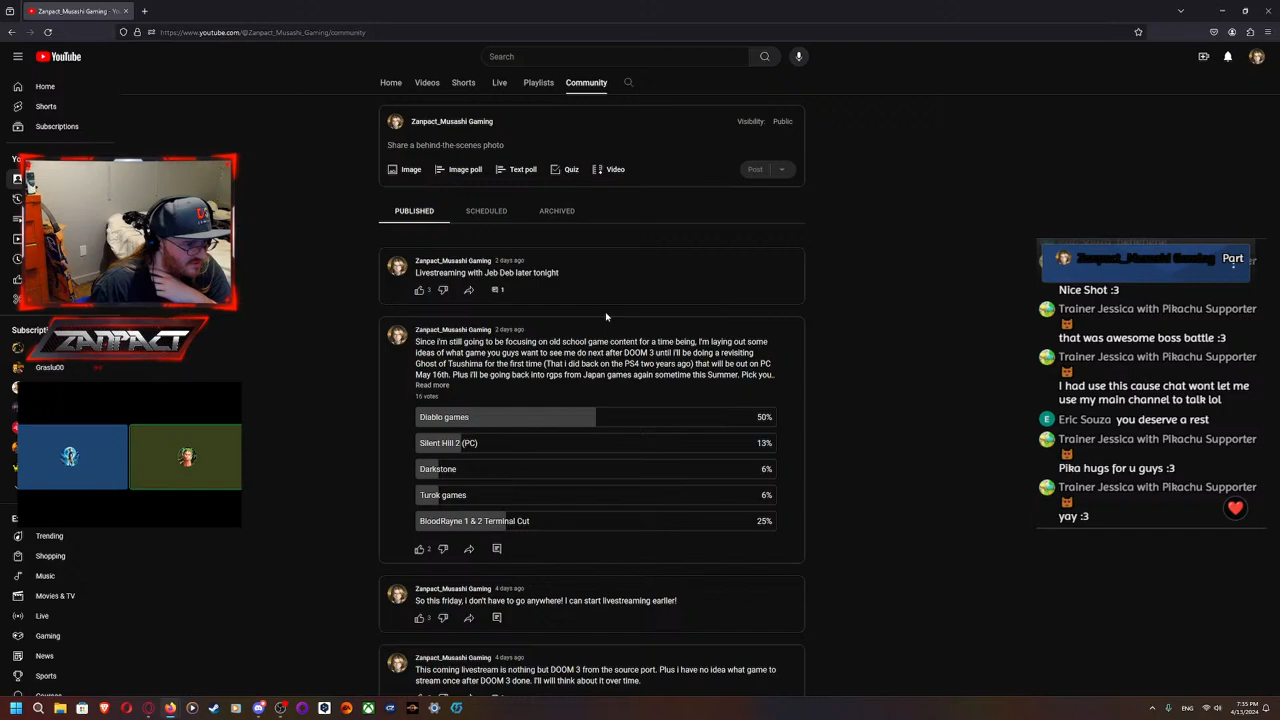 Zanpact_Musashi Gaming - Yo
https://www.youtube.com/@Zanpact_Musashi_Gaming/community
YouTube
Search
Home
Videos
Shorts
Live
Playlists
Community
Home
Shorts
Subscriptions
Zanpact_Musashi Gaming
Visibility: Public
Share a behind-the-scenes photo
Image
Image poll
Text poll
Quiz
Video
Post
PUBLISHED
SCHEDULED
ARCHIVED
Zanpact_Musashi Gaming 2 days ago
Livestreaming with Jeb Deb later tonight
3
1
Zanpact_Musashi Gaming 2 days ago
Since i'm still going to be focusing on old school game content for a time being, I'm laying out some
ideas of what game you guys want to see me do next after DOOM 3 until I'll be doing a revisiting
Ghost of Tsushima for the first time (That i did back on the PS4 two years ago) that will be out on PC
May 16th. Plus i'll be going back into rgps from Japan games again sometime this Summer. Pick you..
Read more
16 votes
Diablo games 50%
Silent Hill 2 (PC) 13%
Darkstone 6%
Turok games 6%
BloodRayne 1 & 2 Terminal Cut 25%
2
Zanpact_Musashi Gaming 4 days ago
So this friday, i don't have to go anywhere! I can start livestreaming earlier!
3
Zanpact_Musashi Gaming 4 days ago
This coming livestream is nothing but DOOM 3 from the source port. Plus i have no idea what game to
stream once after DOOM 3 done. I'll will think about it over time.
Yo
ZANPACT
Subscript
Graslu00
E
Trending
Shopping
Music
Movies & TV
Live
Gaming
News
Sports
Zanpact_Musashi Gaming Part
Nice Shot :3
Trainer Jessica with Pikachu Supporter
that was awesome boss battle :3
Trainer Jessica with Pikachu Supporter
I had use this cause chat wont let me
use my main channel to talk lol
E Eric Souza you deserve a rest
Trainer Jessica with Pikachu Supporter
Pika hugs for u guys :3
Trainer Jessica with Pikachu Supporter
yay :3
7:35 PM
4/13/2024